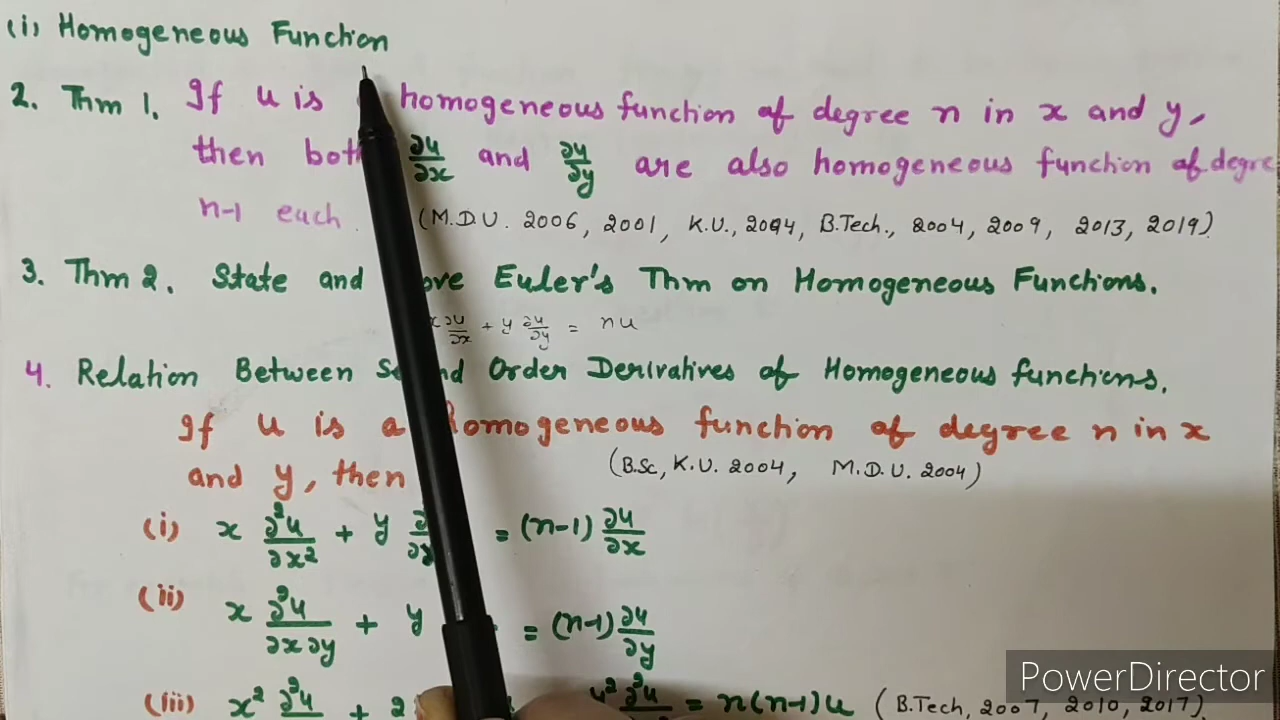 (i) Homogeneous Function
2. Thm 1. If u is homogeneous function of degree n in x and y,
then both ∂u/∂x and ∂u/∂y are also homogeneous function of degre
n-1 each. (M.D.U. 2006, 2001, K.U., 2004, B.Tech., 2004, 2009, 2013, 2019)
3. Thm 2. State and Euler's Thm on Homogeneous Functions.
x ∂u/∂x + y ∂u/∂y = nu
4. Relation Between Second Order Derivatives of Homogeneous functions.
If u is a homogeneous function of degree n in x
and y, then (B.Sc, K.U. 2004, M.D.U. 2004)
(i) x ∂²u/∂x² + y = (n-1) ∂u/∂x
(ii) x ∂²u/∂x∂y + y = (n-1) ∂u/∂y
(iii) x² ∂²u + 2 y² ∂²u = n(n-1)u (B.Tech, 2007, 2010, 2017)
PowerDirector